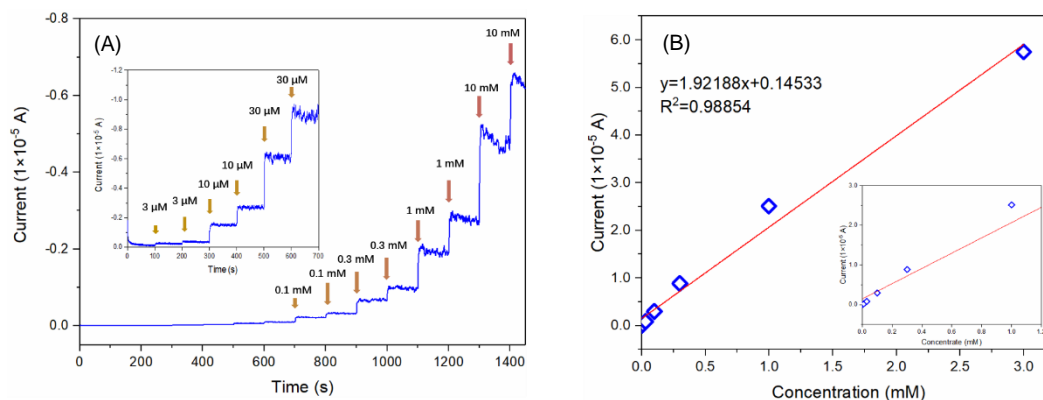 (A)
Current (1×10⁻⁵ A)
-0.8
-0.6
-0.4
-0.2
0.0
0
200
400
600
800
1000
1200
1400
Time (s)
0.1 mM
0.1 mM
0.3 mM
0.3 mM
1 mM
1 mM
10 mM
10 mM
Current (1×10⁻⁵ A)
-1.2
-1.0
-0.8
-0.6
-0.4
-0.2
0.0
0
100
200
300
400
500
600
700
Time (s)
3 µM
3 µM
10 µM
10 µM
30 µM
30 µM
(B)
y=1.92188x+0.14533
R²=0.98854
Current (1×10⁻⁵ A)
6.0
5.0
4.0
3.0
2.0
1.0
0.0
0.0
0.5
1.0
1.5
2.0
2.5
3.0
Concentration (mM)
Current (1×10⁻⁵ A)
3.0
2.0
1.0
0.0
0.0
0.2
0.4
0.6
0.8
1.0
1.2
Concentrate (mM)